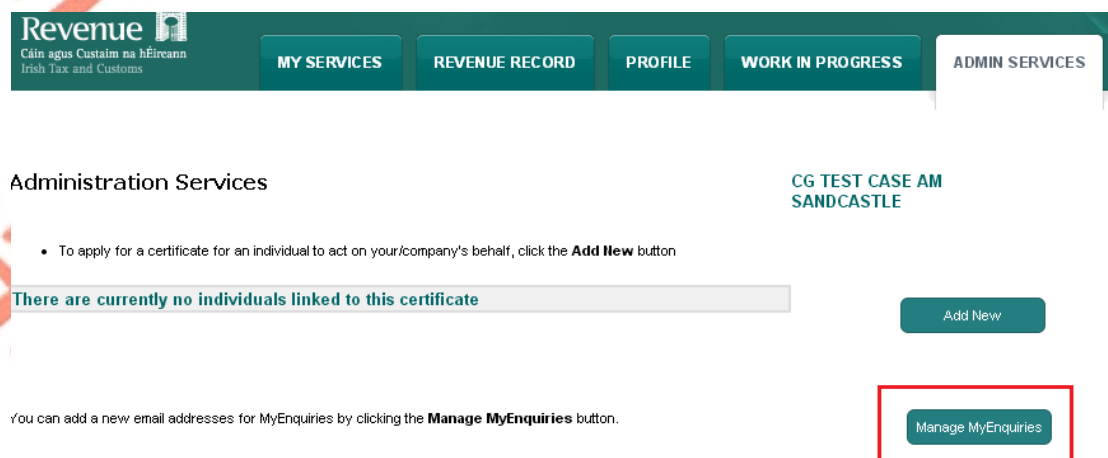 Revenue
Cáin agus Custaim na hÉireann
Irish Tax and Customs
MY SERVICES
REVENUE RECORD
PROFILE
WORK IN PROGRESS
ADMIN SERVICES
Administration Services
CG TEST CASE AM
SANDCASTLE
• To apply for a certificate for an individual to act on your/company's behalf, click the Add New button
There are currently no individuals linked to this certificate
Add New
You can add a new email addresses for MyEnquiries by clicking the Manage MyEnquiries button.
Manage MyEnquiries